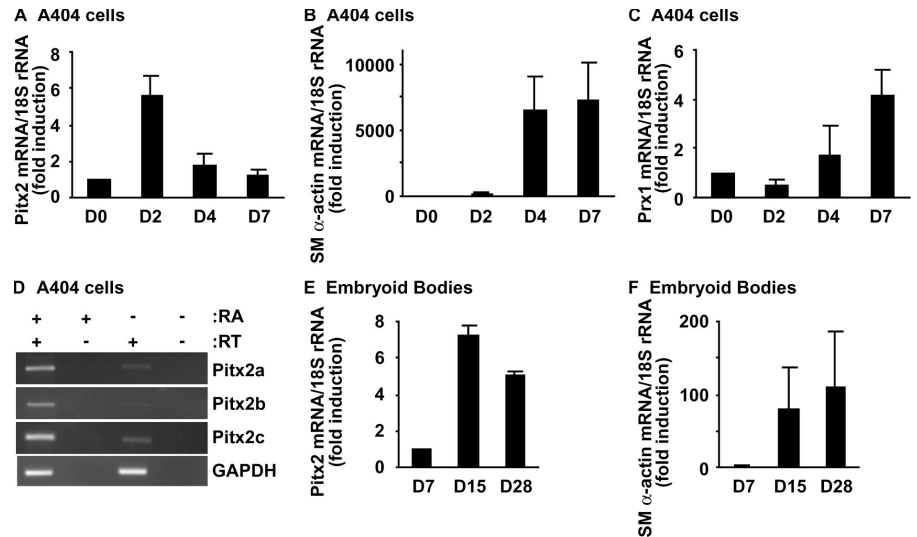 A A404 cells
Pitx2 mRNA/18S rRNA
(fold induction)
8
6
4
2
0
D0 D2 D4 D7
B A404 cells
SM α-actin mRNA/18S rRNA
(fold induction)
10000
5000
0
D0 D2 D4 D7
C A404 cells
Prx1 mRNA/18S rRNA
(fold induction)
6
4
2
0
D0 D2 D4 D7
D A404 cells
+ + - - :RA
+ - + - :RT
Pitx2a
Pitx2b
Pitx2c
GAPDH
E Embryoid Bodies
Pitx2 mRNA/18S rRNA
(fold induction)
8
6
4
2
0
D7 D15 D28
F Embryoid Bodies
SM α-actin mRNA/18S rRNA
(fold induction)
200
100
0
D7 D15 D28